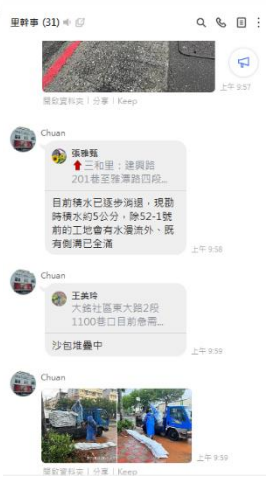 里幹事 (31)
上午 9:57
開啟資料夾 | 分享 | Keep
Chuan
張雅甄
三和里：建興路
201巷至雅潭路四段...
目前積水已逐步消退，現勘
時積水約5公分，除52-1號
前的工地會有水漫流外、既
有側溝已全滿
上午 9:58
Chuan
王美玲
大銘社區東大路2段
1100巷口目前急需...
沙包堆疊中
上午 9:59
Chuan
上午 9:59
開啟資料夾 | 分享 | Keep